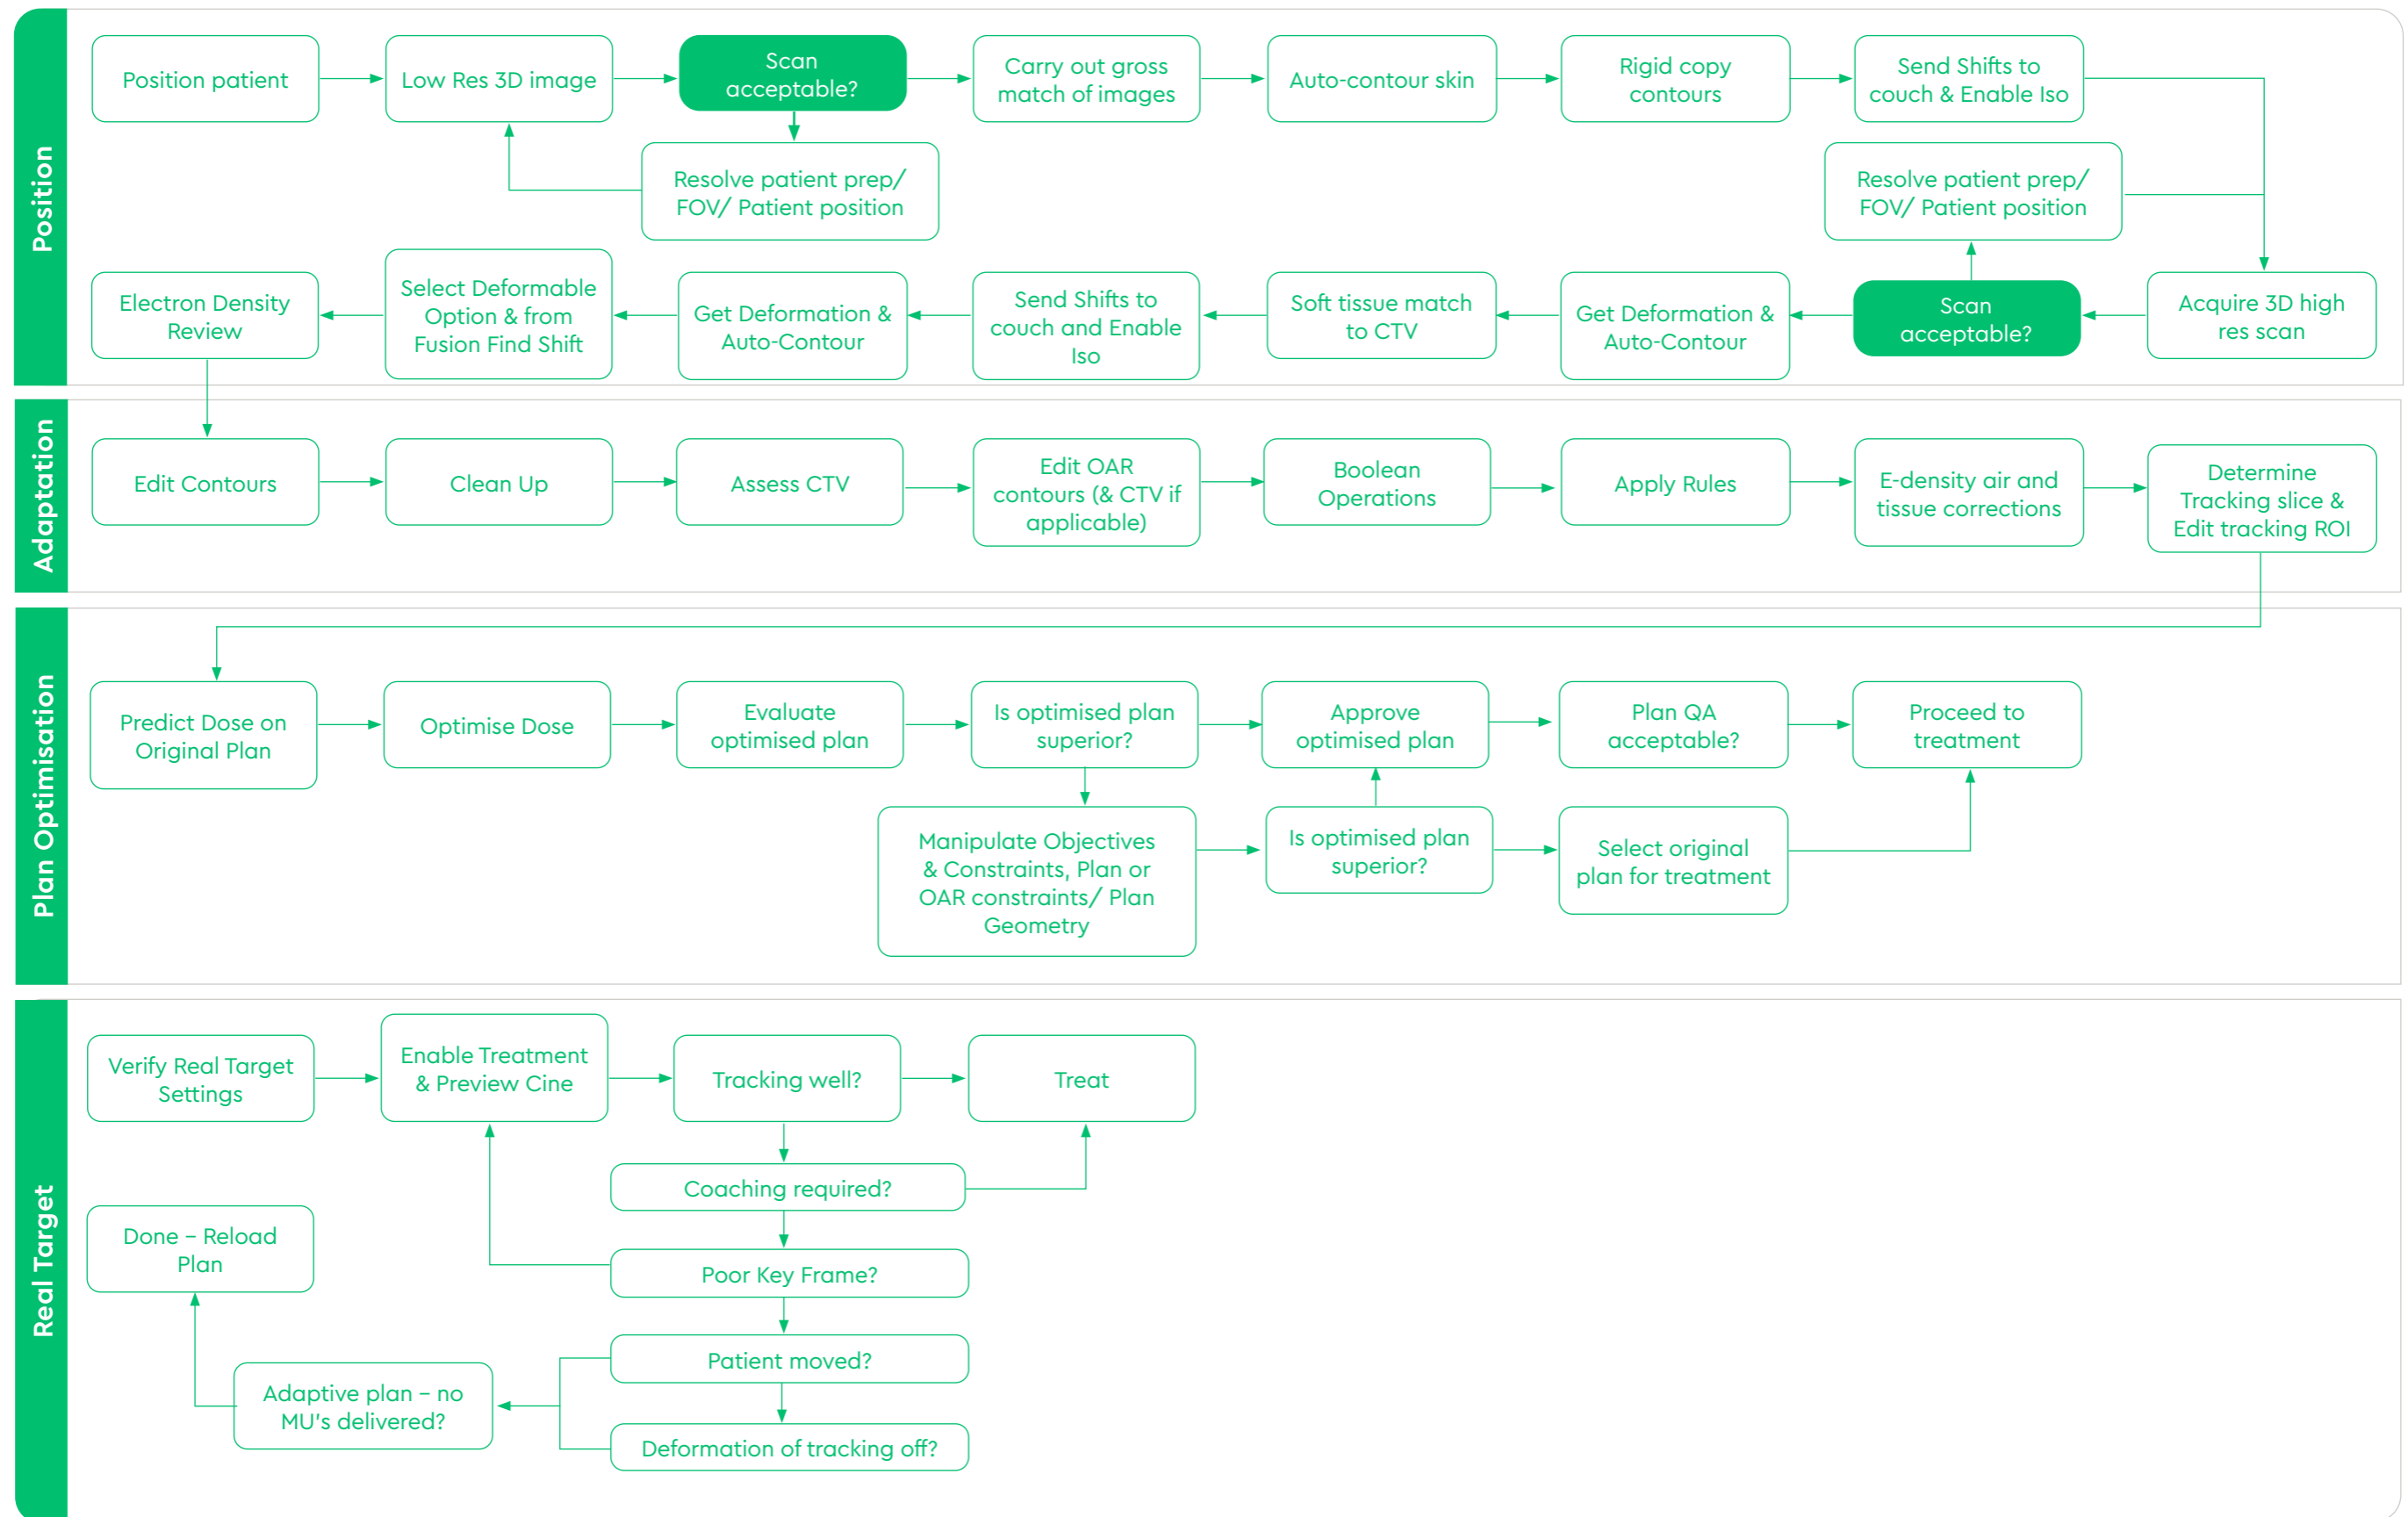 Position
Position patient
Low Res 3D image
Scan
acceptable?
Carry out gross
match of images
Auto-contour skin
Rigid copy
contours
Send Shifts to
couch & Enable Iso
Resolve patient prep/
FOV/ Patient position
Resolve patient prep/
FOV/ Patient position
Electron Density
Review
Select Deformable
Option & from
Fusion Find Shift
Get Deformation &
Auto-Contour
Send Shifts to
couch and Enable
Iso
Soft tissue match
to CTV
Get Deformation &
Auto-Contour
Scan
acceptable?
Acquire 3D high
res scan
Adaptation
Edit Contours
Clean Up
Assess CTV
Edit OAR
contours (& CTV if
applicable)
Boolean
Operations
Apply Rules
E-density air and
tissue corrections
Determine
Tracking slice &
Edit tracking ROI
Plan Optimisation
Predict Dose on
Original Plan
Optimise Dose
Evaluate
optimised plan
Is optimised plan
superior?
Approve
optimised plan
Plan QA
acceptable?
Proceed to
treatment
Manipulate Objectives
& Constraints, Plan or
OAR constraints/ Plan
Geometry
Is optimised plan
superior?
Select original
plan for treatment
Real Target
Verify Real Target
Settings
Enable Treatment
& Preview Cine
Tracking well?
Treat
Coaching required?
Done – Reload
Plan
Poor Key Frame?
Patient moved?
Adaptive plan – no
MU's delivered?
Deformation of tracking off?